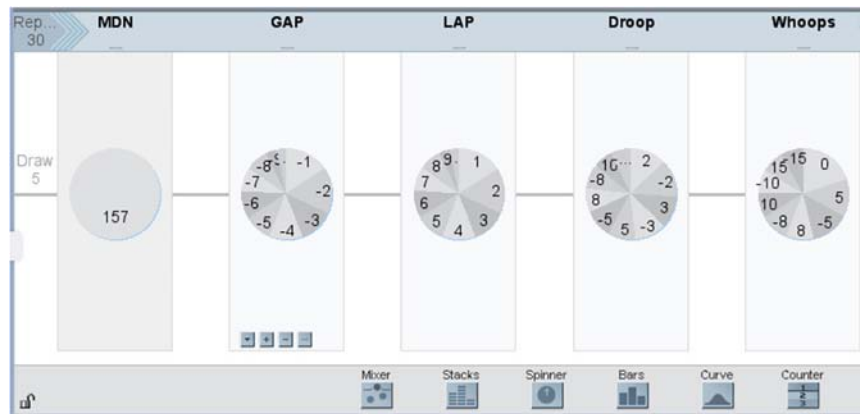 Rep...
30
MDN
GAP
LAP
Droop
Whoops
Draw
5
157
-1
-2
-3
-4
-5
-6
-7
-8
1
2
3
4
5
6
7
8
9
2
-2
3
-3
5
-5
8
-8
10
0
5
-5
8
-8
10
-10
15
-15
Mixer
Stacks
Spinner
Bars
Curve
Counter